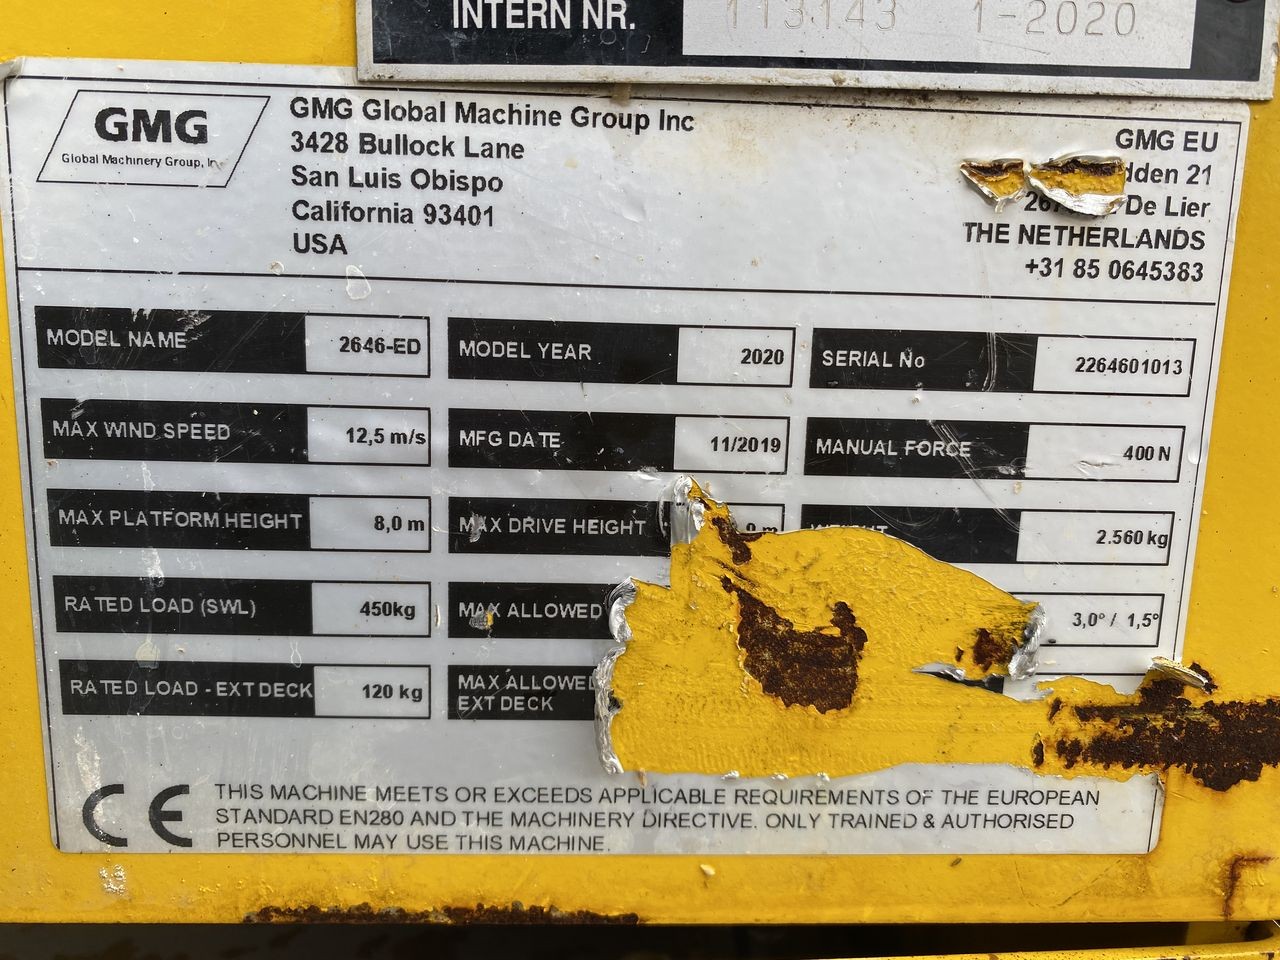 INTERN NR. 113143 1-2020
GMG
Global Machinery Group,
GMG Global Machine Group Inc
3428 Bullock Lane
San Luis Obispo
California 93401
USA
GMG EU
21
De Lier
THE NETHERLANDS
+31 85 0645383
MODEL NAME 2646-ED MODEL YEAR 2020 SERIAL No 2264601013
MAX WIND SPEED 12,5 m/s MFG DATE 11/2019 MANUAL FORCE 400 N
MAX PLATFORM HEIGHT 8,0 m MAX DRIVE HEIGHT m WEIGHT 2.560 kg
RATED LOAD (SWL) 450kg MAX ALLOWED 3,0° / 1,5°
RATED LOAD - EXT DECK 120 kg MAX ALLOWED
EXT DECK
CE
THIS MACHINE MEETS OR EXCEEDS APPLICABLE REQUIREMENTS OF THE EUROPEAN
STANDARD EN280 AND THE MACHINERY DIRECTIVE. ONLY TRAINED & AUTHORISED
PERSONNEL MAY USE THIS MACHINE.